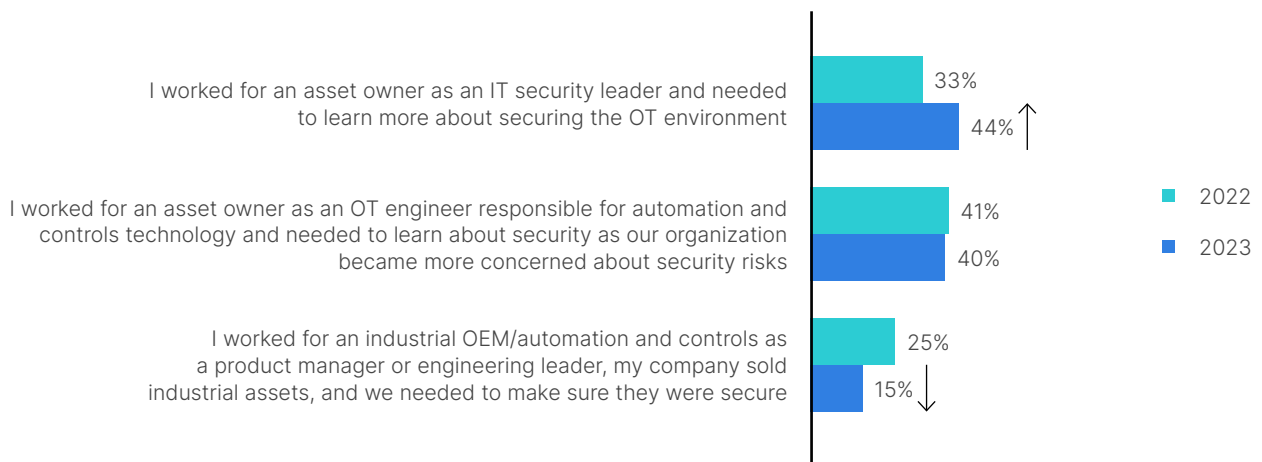 I worked for an asset owner as an IT security leader and needed
to learn more about securing the OT environment
33%
44%
I worked for an asset owner as an OT engineer responsible for automation and
controls technology and needed to learn about security as our organization
became more concerned about security risks
41%
40%
I worked for an industrial OEM/automation and controls as
a product manager or engineering leader, my company sold
industrial assets, and we needed to make sure they were secure
25%
15%
2022
2023